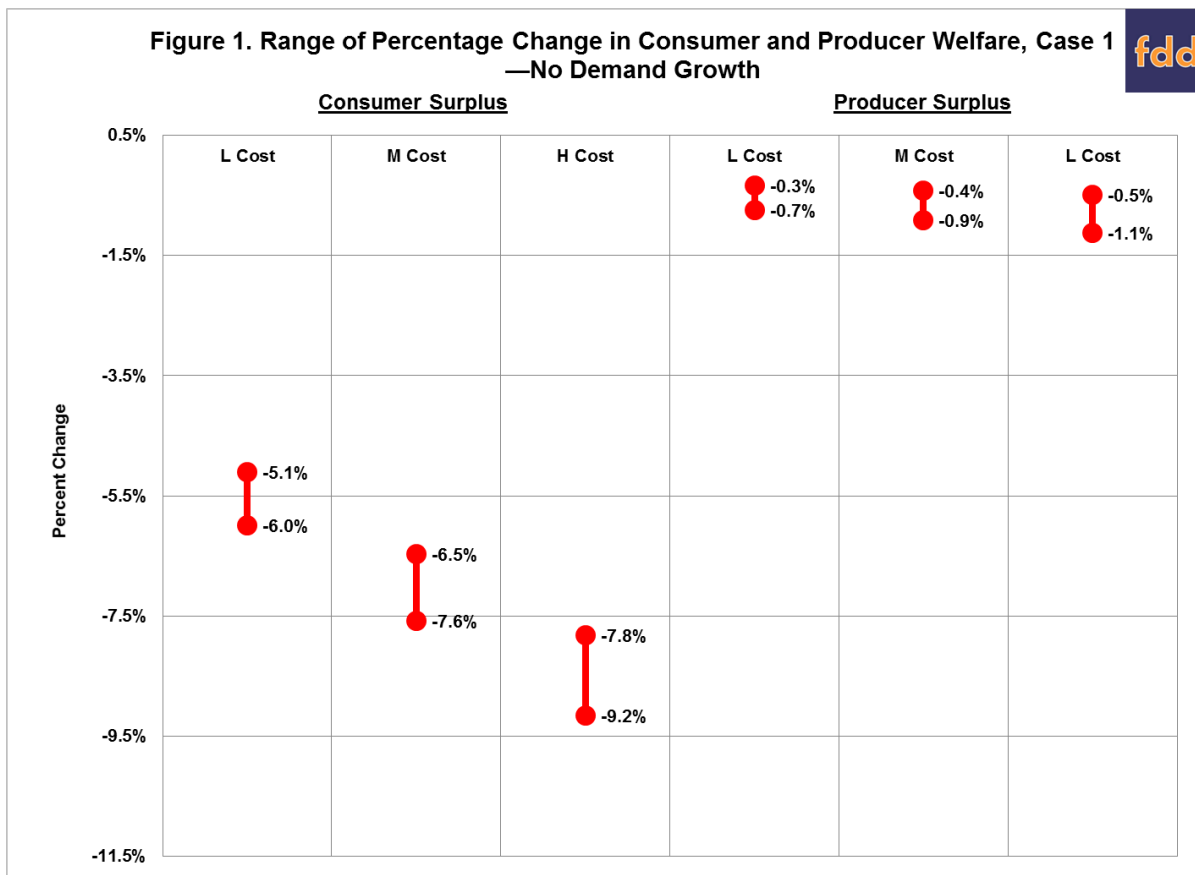 Figure 1. Range of Percentage Change in Consumer and Producer Welfare, Case 1
—No Demand Growth
fdd
Consumer Surplus
Producer Surplus
0.5%
L Cost
M Cost
H Cost
L Cost
M Cost
L Cost
-0.3%
-0.7%
-0.4%
-0.9%
-0.5%
-1.1%
-1.5%
-3.5%
Percent Change
-5.1%
-5.5%
-6.0%
-6.5%
-7.6%
-7.5%
-7.8%
-9.2%
-9.5%
-11.5%